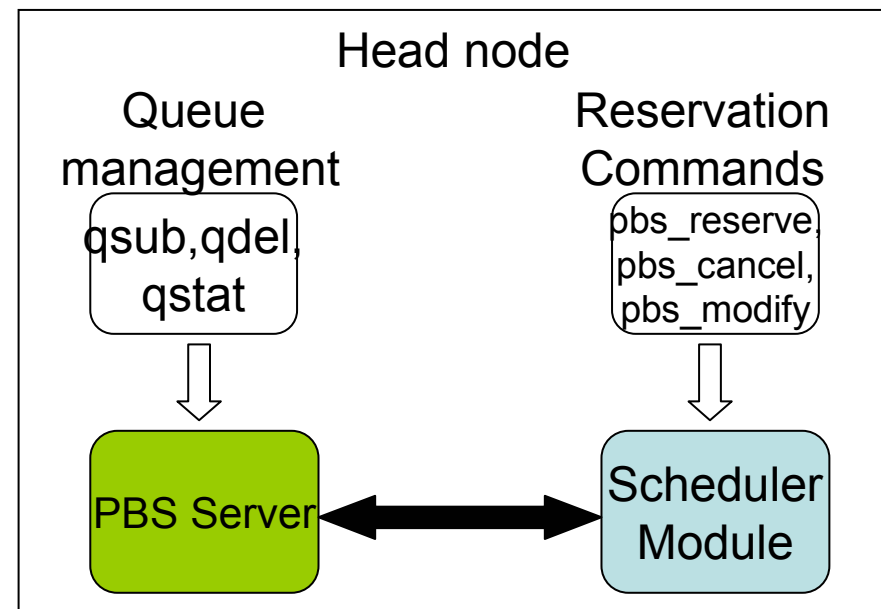 Head node
Queue
management
qsub,qdel,
qstat
Reservation
Commands
pbs_reserve,
pbs_cancel,
pbs_modify
PBS Server
Scheduler
Module